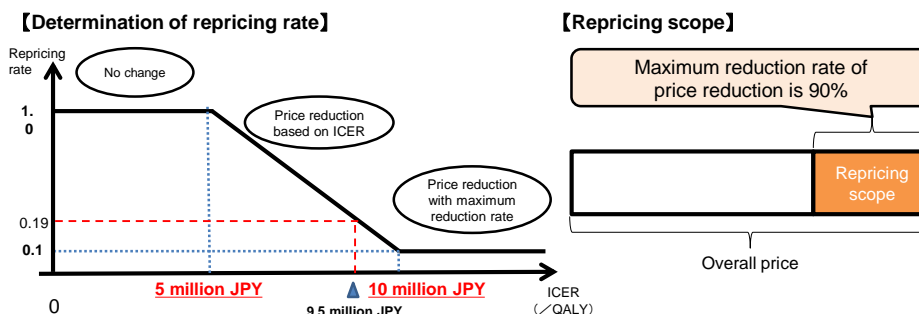 【Determination of repricing rate】
【Repricing scope】
Repricing
rate
No change
Maximum reduction rate of
price reduction is 90%
1.
0
Price reduction
based on ICER
Price reduction
with maximum
reduction rate
Repricing
scope
0.19
0.1
Overall price
5 million JPY
10 million JPY
ICER
(／QALY)
0
9.5 million JPY